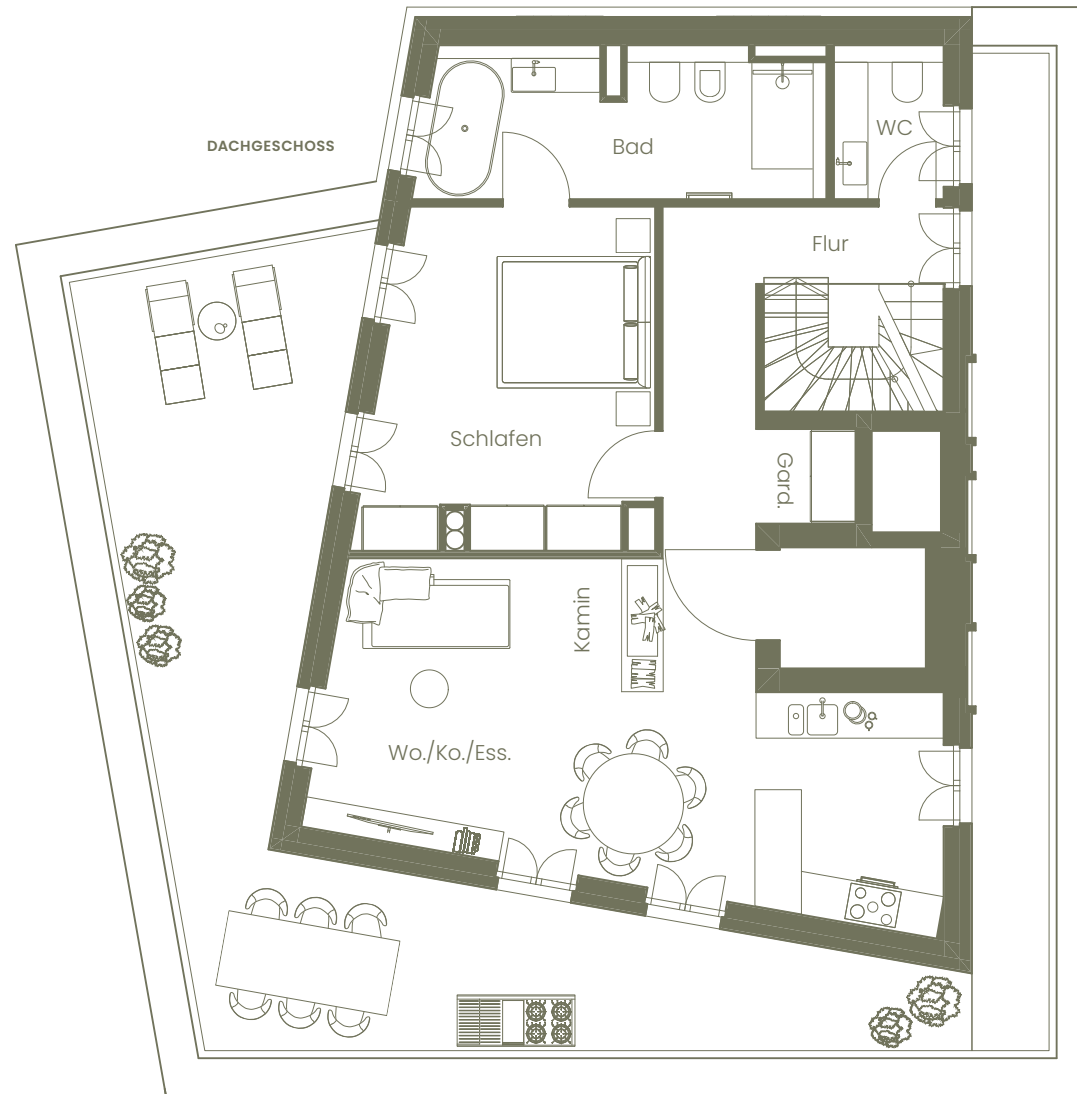 WC
Bad
DACHGESCHOSS
Flur
Schlafen
Gard.
Kamin
Wo./Ko./Ess.